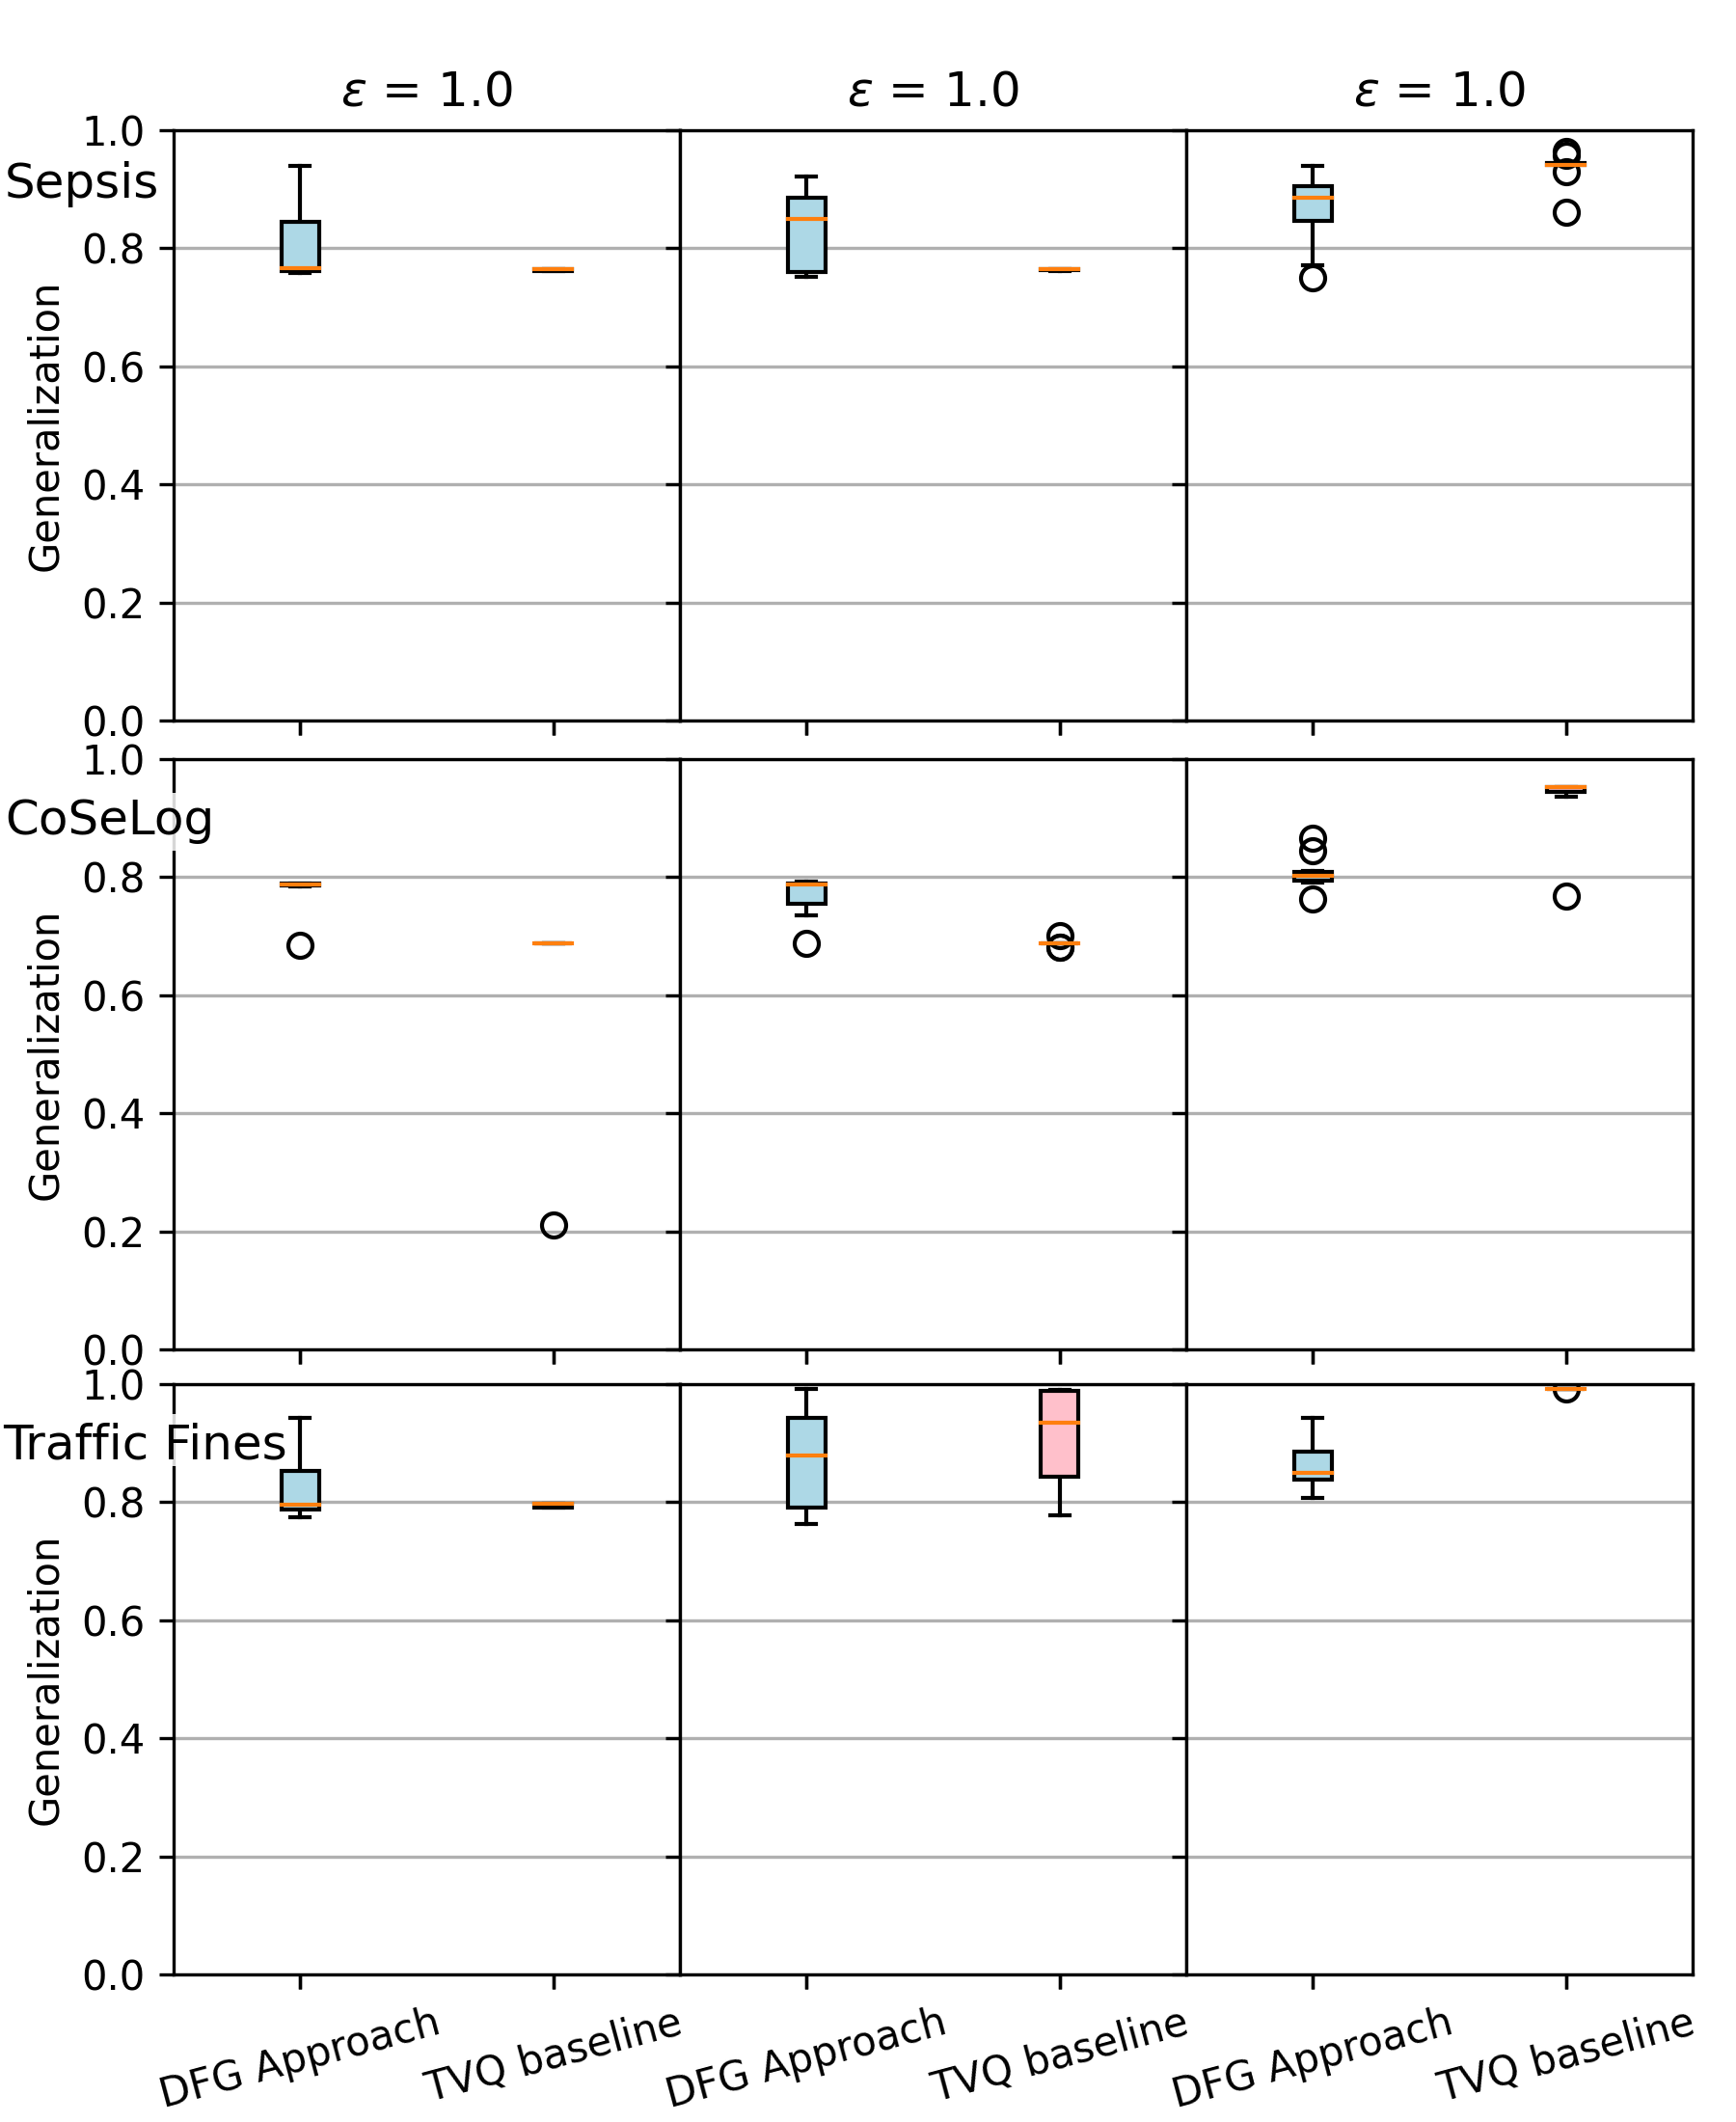 ε = 1.0 ε = 1.0 ε = 1.0
Sepsis
Generalization
1.0
0.8
0.6
0.4
0.2
0.0
CoSeLog
Generalization
1.0
0.8
0.6
0.4
0.2
0.0
Traffic Fines
Generalization
1.0
0.8
0.6
0.4
0.2
0.0
DFG Approach TVQ baseline DFG Approach TVQ baseline DFG Approach TVQ baseline